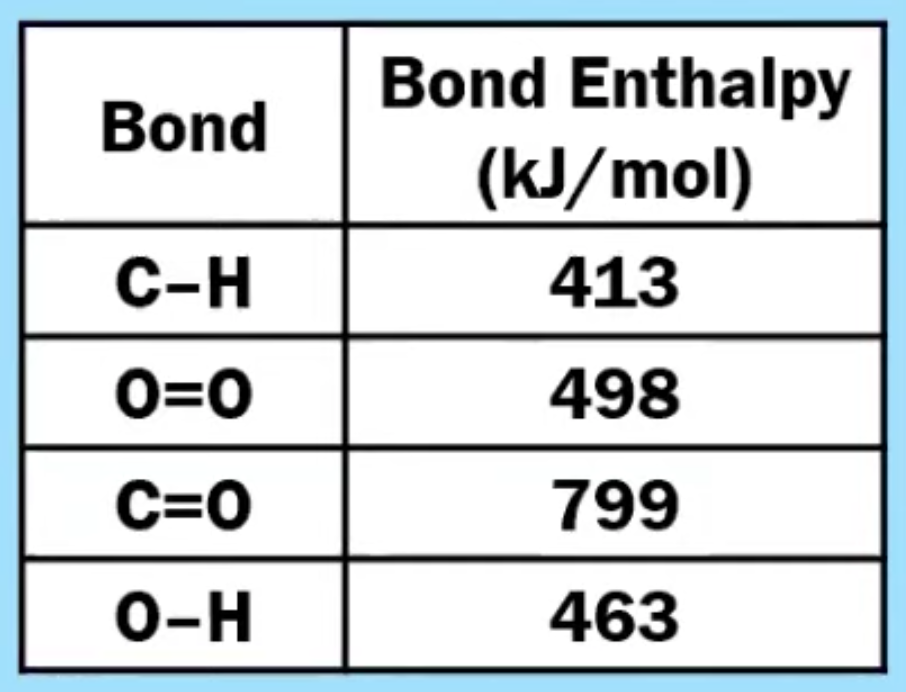 Bond
Bond Enthalpy
(kJ/mol)
C–H 413
O=O 498
C=O 799
O–H 463